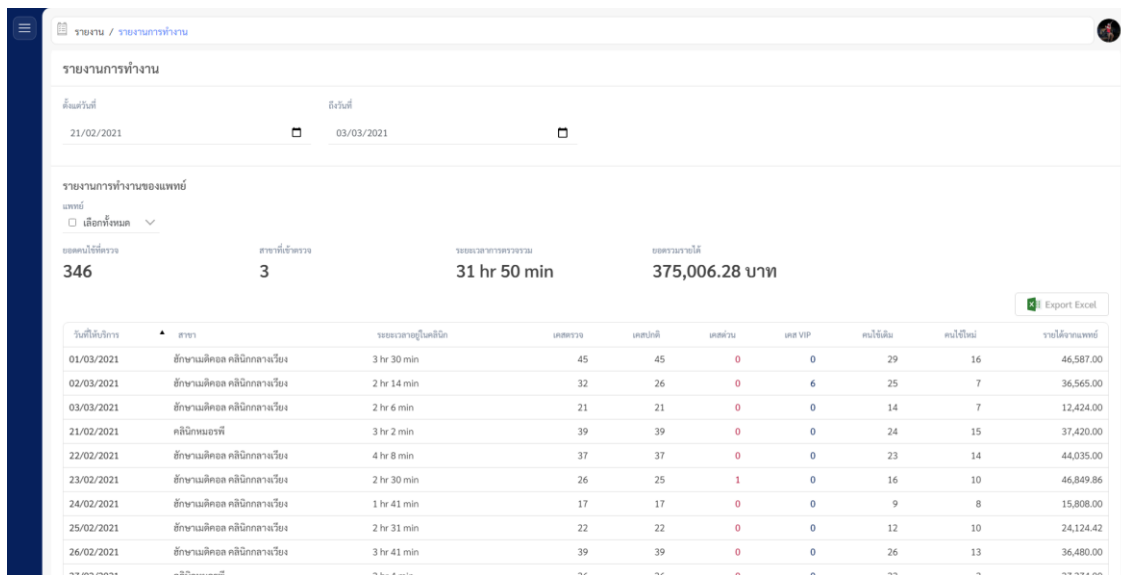 รายงาน / รายงานการทำงาน
รายงานการทำงาน
ตั้งแต่วันที่ ถึงวันที่
21/02/2021 03/03/2021
รายงานการทำงานของแพทย์
แพทย์
เลือกทั้งหมด
ยอดคนไข้ที่ตรวจ สาขาที่เข้าตรวจ ระยะเวลาการตรวจรวม ยอดรวมรายได้
346 3 31 hr 50 min 375,006.28 บาท
Export Excel
วันที่ให้บริการ สาขา ระยะเวลาอยู่ในคลินิก เคสตรวจ เคสปกติ เคสด่วน เคส VIP คนไข้เดิม คนไข้ใหม่ รายได้จากแพทย์
01/03/2021 ฮักษาเมดิคอล คลินิกกลางเวียง 3 hr 30 min 45 45 0 0 29 16 46,587.00
02/03/2021 ฮักษาเมดิคอล คลินิกกลางเวียง 2 hr 14 min 32 26 0 6 25 7 36,565.00
03/03/2021 ฮักษาเมดิคอล คลินิกกลางเวียง 2 hr 6 min 21 21 0 0 14 7 12,424.00
21/02/2021 คลินิกหมอรพี 3 hr 2 min 39 39 0 0 24 15 37,420.00
22/02/2021 ฮักษาเมดิคอล คลินิกกลางเวียง 4 hr 8 min 37 37 0 0 23 14 44,035.00
23/02/2021 ฮักษาเมดิคอล คลินิกกลางเวียง 2 hr 30 min 26 25 1 0 16 10 46,849.86
24/02/2021 ฮักษาเมดิคอล คลินิกกลางเวียง 1 hr 41 min 17 17 0 0 9 8 15,808.00
25/02/2021 ฮักษาเมดิคอล คลินิกกลางเวียง 2 hr 31 min 22 22 0 0 12 10 24,124.42
26/02/2021 ฮักษาเมดิคอล คลินิกกลางเวียง 3 hr 41 min 39 39 0 0 26 13 36,480.00